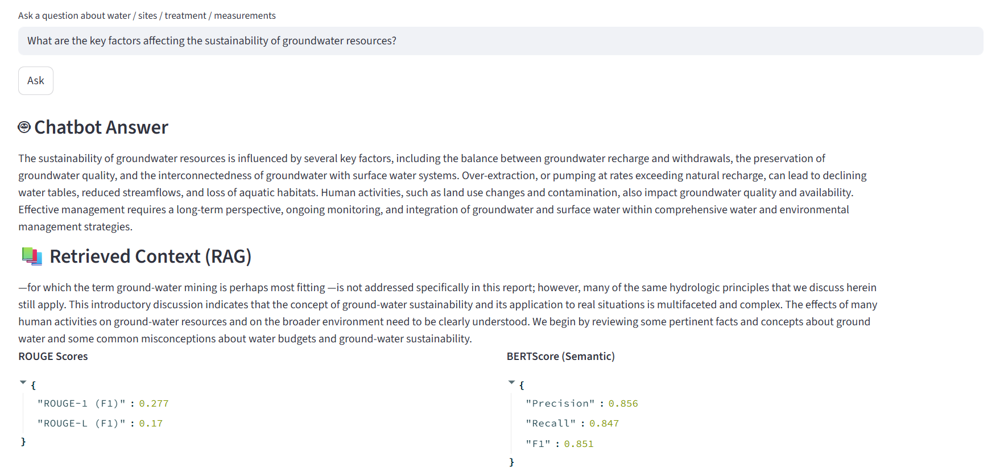 Ask a question about water / sites / treatment / measurements
What are the key factors affecting the sustainability of groundwater resources?
Ask
Chatbot Answer
The sustainability of groundwater resources is influenced by several key factors, including the balance between groundwater recharge and withdrawals, the preservation of
groundwater quality, and the interconnectedness of groundwater with surface water systems. Over-extraction, or pumping at rates exceeding natural recharge, can lead to declining
water tables, reduced streamflows, and loss of aquatic habitats. Human activities, such as land use changes and contamination, also impact groundwater quality and availability.
Effective management requires a long-term perspective, ongoing monitoring, and integration of groundwater and surface water within comprehensive water and environmental
management strategies.
Retrieved Context (RAG)
—for which the term ground-water mining is perhaps most fitting —is not addressed specifically in this report; however, many of the same hydrologic principles that we discuss herein
still apply. This introductory discussion indicates that the concept of ground-water sustainability and its application to real situations is multifaceted and complex. The effects of many
human activities on ground-water resources and on the broader environment need to be clearly understood. We begin by reviewing some pertinent facts and concepts about ground
water and some common misconceptions about water budgets and ground-water sustainability.
ROUGE Scores
{
"ROUGE-1 (F1)" : 0.277
"ROUGE-L (F1)" : 0.17
}
BERTScore (Semantic)
{
"Precision" : 0.856
"Recall" : 0.847
"F1" : 0.851
}